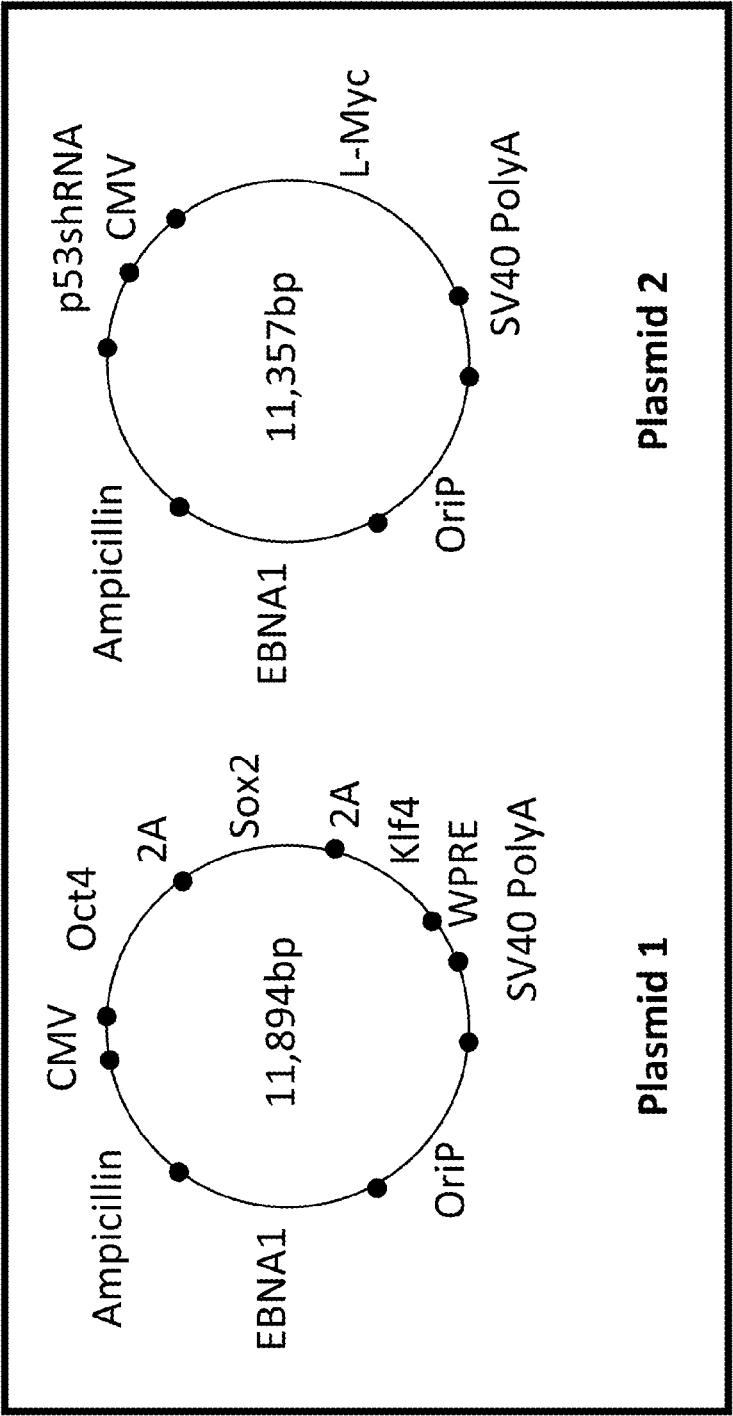 CMV
Oct4
2A
Sox2
2A
Klf4
WPRE
SV40 PolyA
OriP
EBNA1
Ampicillin
11,894bp
Plasmid 1
p53shRNA
CMV
L-Myc
SV40 PolyA
OriP
EBNA1
Ampicillin
11,357bp
Plasmid 2